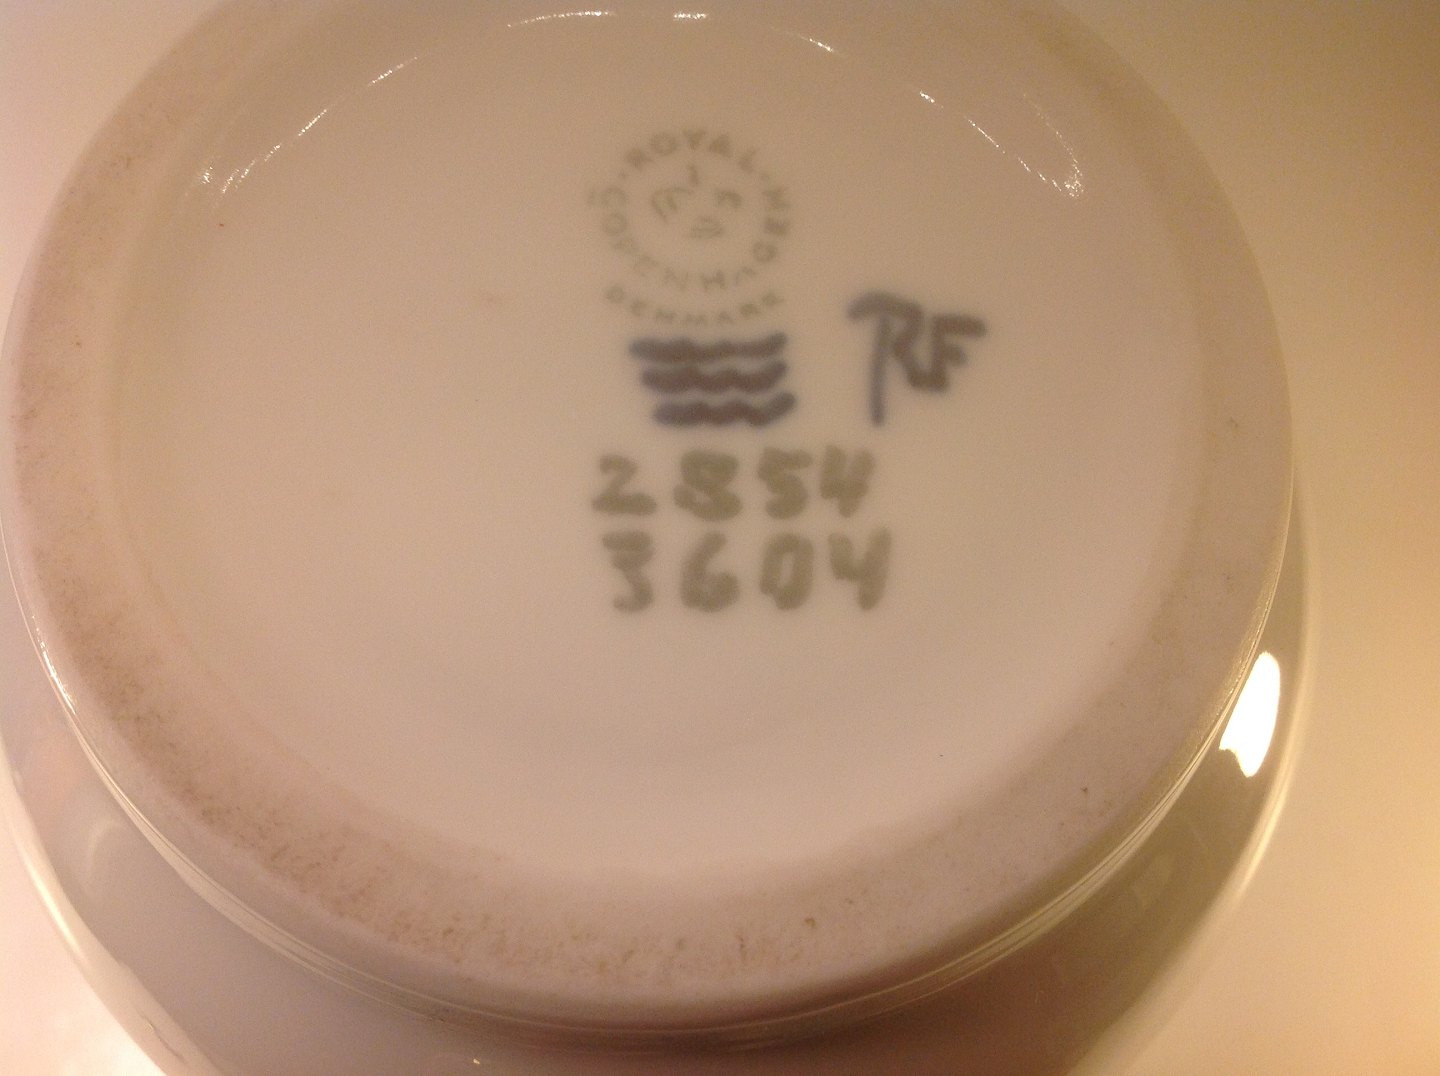 ROYAL COPENHAGEN
DENMARK
RF
2854
3604